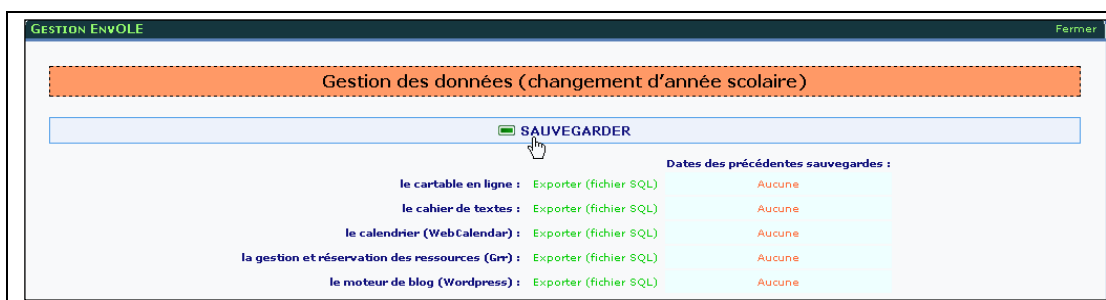 GESTION ENVOLE Fermer
Gestion des données (changement d'année scolaire)
SAUVEGARDER
Dates des précédentes sauvegardes :
le cartable en ligne : Exporter (fichier SQL) Aucune
le cahier de textes : Exporter (fichier SQL) Aucune
le calendrier (WebCalendar) : Exporter (fichier SQL) Aucune
la gestion et réservation des ressources (Grr) : Exporter (fichier SQL) Aucune
le moteur de blog (Wordpress) : Exporter (fichier SQL) Aucune